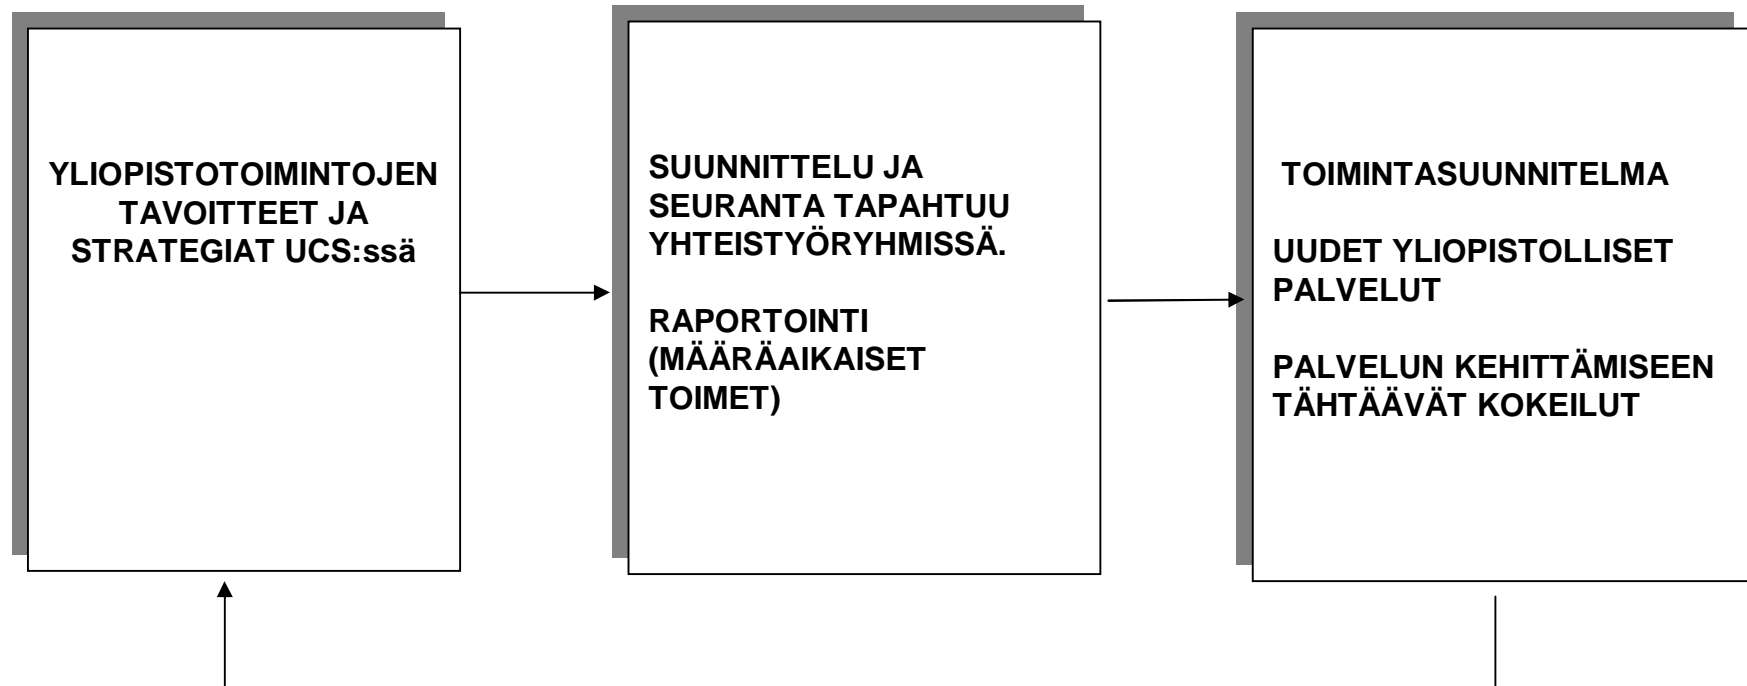 YLIOPISTOTOIMINTOJEN
TAVOITTEET JA
STRATEGIAT UCS:ssä
SUUNNITTELU JA
SEURANTA TAPAHTUU
YHTEISTYÖRYHMISSÄ.
RAPORTOINTI
(MÄÄRÄAIKAISET
TOIMET)
TOIMINTASUUNNITELMA
UUDET YLIOPISTOLLISET
PALVELUT
PALVELUN KEHITTÄMISEEN
TÄHTÄÄVÄT KOKEILUT